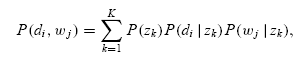 P(d_i, w_j) = \sum_{k=1}^{K} P(z_k)P(d_i | z_k)P(w_j | z_k),